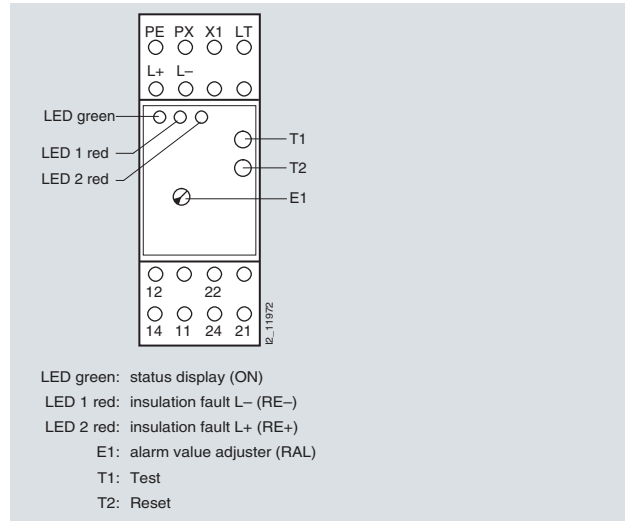 PE PX X1 LT
L+ L–
LED green
LED 1 red
LED 2 red
T1
T2
E1
12 22
14 11 24 21
I2_11972
LED green: status display (ON)
LED 1 red: insulation fault L– (RE–)
LED 2 red: insulation fault L+ (RE+)
E1: alarm value adjuster (RAL)
T1: Test
T2: Reset